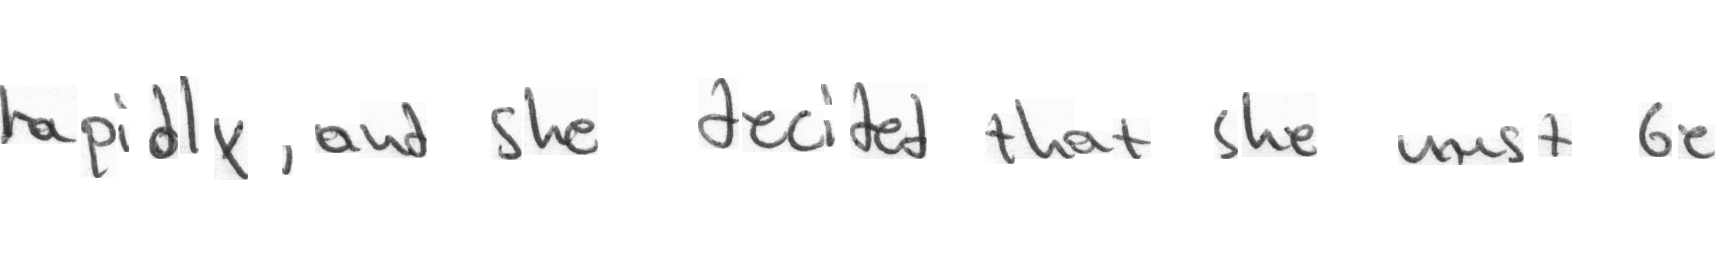 rapidly, and she decided that she must be